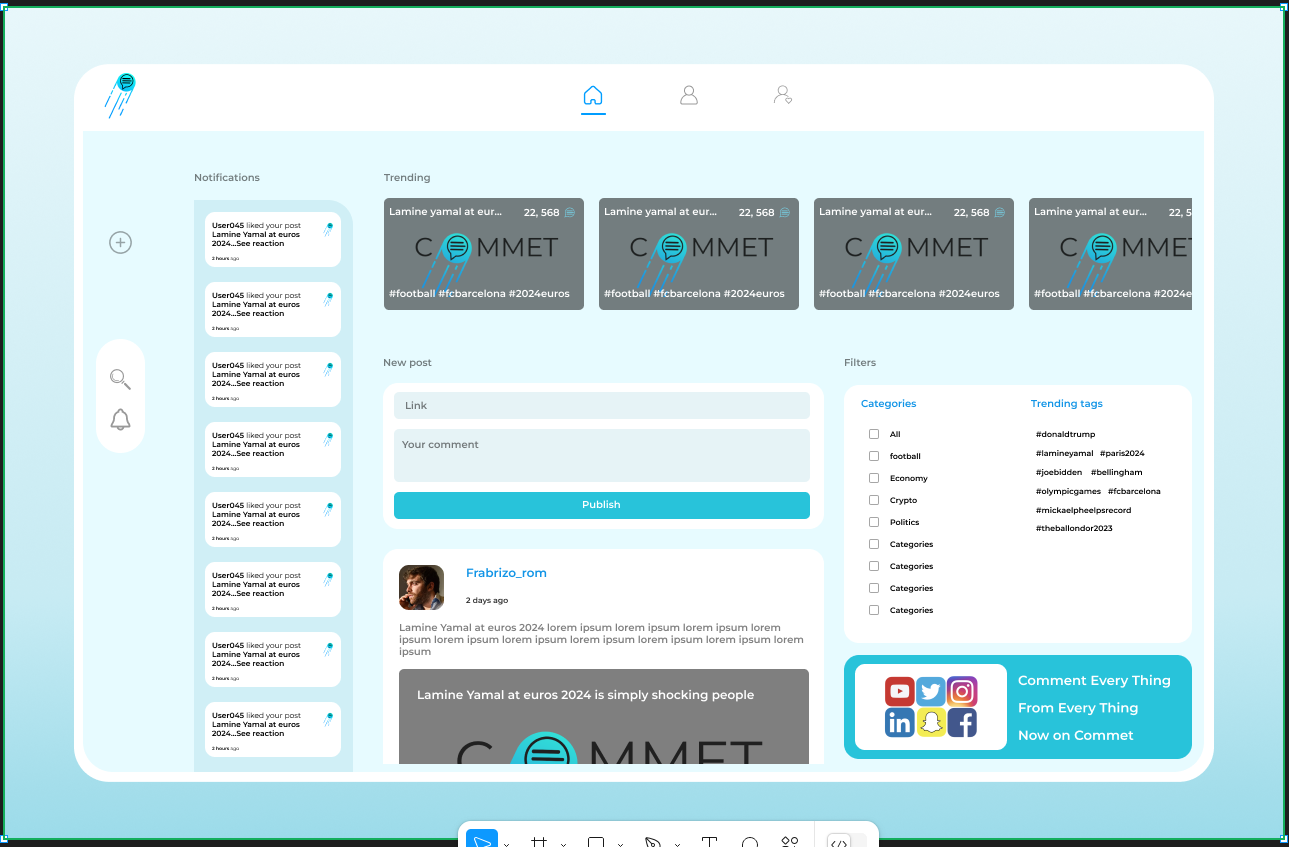 Notifications
User045 liked your post
Lamine Yamal at euros
2024...See reaction
2 hours ago
User045 liked your post
Lamine Yamal at euros
2024...See reaction
2 hours ago
User045 liked your post
Lamine Yamal at euros
2024...See reaction
2 hours ago
User045 liked your post
Lamine Yamal at euros
2024...See reaction
2 hours ago
User045 liked your post
Lamine Yamal at euros
2024...See reaction
2 hours ago
User045 liked your post
Lamine Yamal at euros
2024...See reaction
2 hours ago
User045 liked your post
Lamine Yamal at euros
2024...See reaction
2 hours ago
User045 liked your post
Lamine Yamal at euros
2024...See reaction
2 hours ago
Trending
Lamine yamal at eur... 22, 568
COMMET
#football #fcbarcelona #2024euros
Lamine yamal at eur... 22, 568
COMMET
#football #fcbarcelona #2024euros
Lamine yamal at eur... 22, 568
COMMET
#football #fcbarcelona #2024euros
Lamine yamal at eur... 22, 5
COMME
#football #fcbarcelona #2024e
New post
Link
Your comment
Publish
Frabrizo_rom
2 days ago
Lamine Yamal at euros 2024 lorem ipsum lorem ipsum lorem ipsum lorem
ipsum lorem ipsum lorem ipsum lorem ipsum lorem ipsum lorem ipsum lorem
ipsum
Lamine Yamal at euros 2024 is simply shocking people
COMMET
Filters
Categories
All
football
Economy
Crypto
Politics
Categories
Categories
Categories
Categories
Trending tags
#donaldtrump
#lamineyamal #paris2024
#joebidden #bellingham
#olympicgames #fcbarcelona
#mickaelpheelpsrecord
#theballondor2023
in
f
Comment Every Thing
From Every Thing
Now on Commet